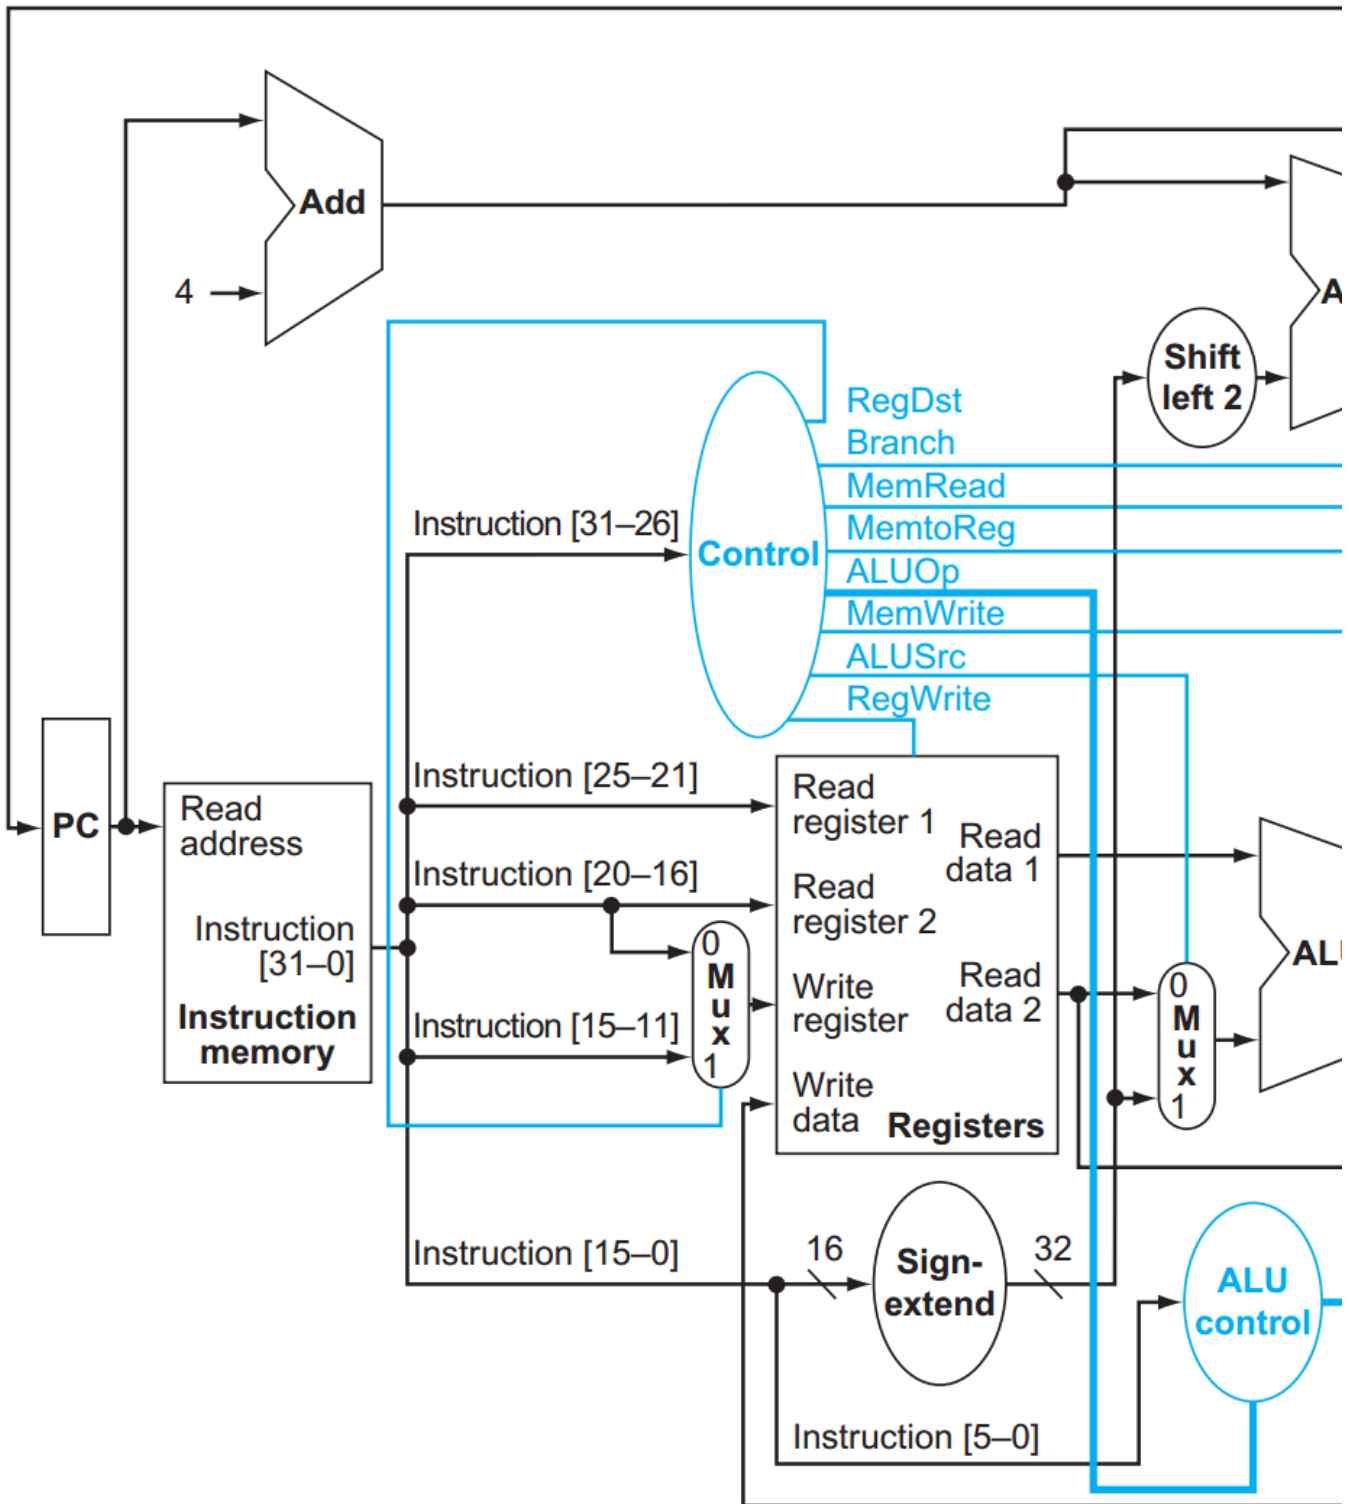 Add
4
A
Shift
left 2
RegDst
Branch
MemRead
MemtoReg
ALUOp
MemWrite
ALUSrc
RegWrite
Instruction [31–26]
Control
PC
Read
address
Instruction
[31–0]
Instruction
memory
Instruction [25–21]
Instruction [20–16]
Instruction [15–11]
0
M
u
x
1
Read
register 1
Read
register 2
Write
register
Write
data
Read
data 1
Read
data 2
Registers
0
M
u
x
1
AL
Instruction [15–0]
16
Sign-
extend
32
ALU
control
Instruction [5–0]